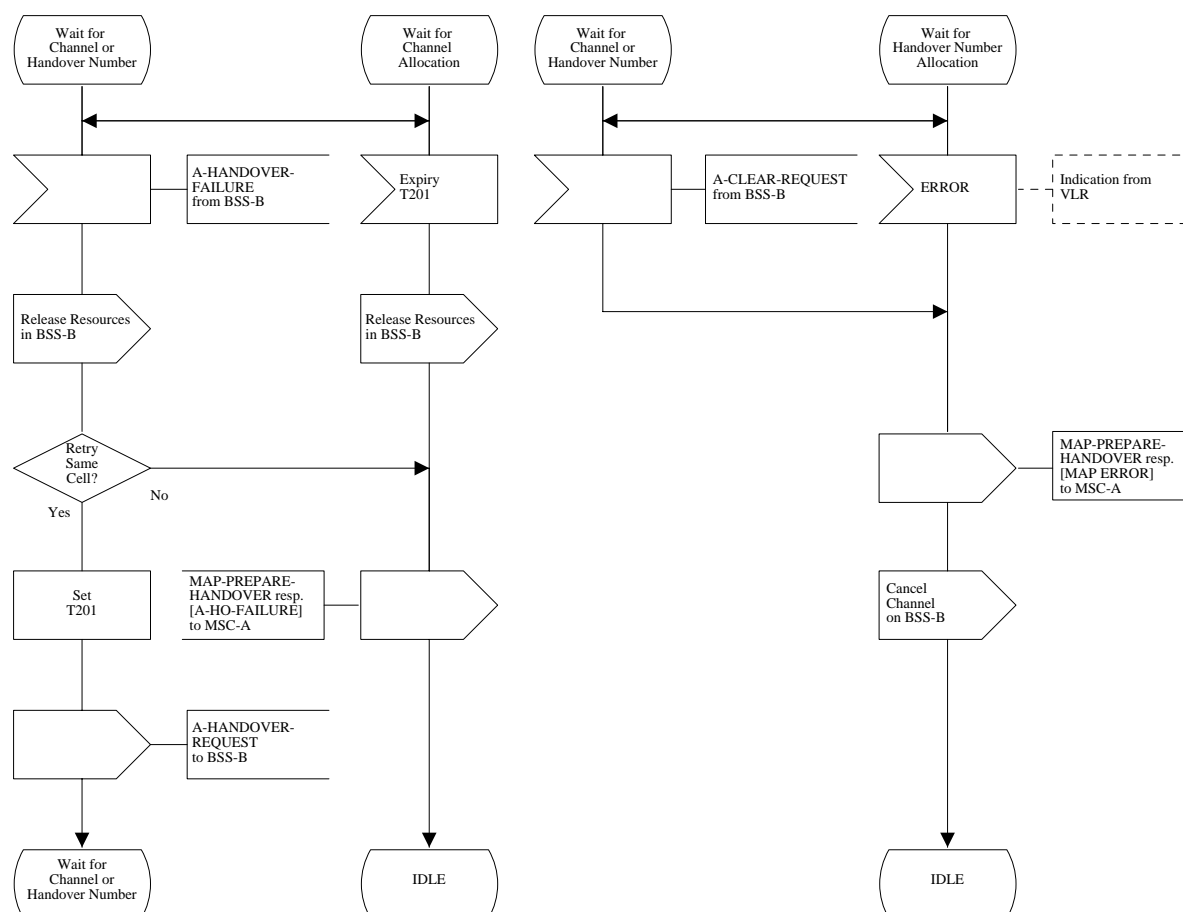 Wait for
Channel or
Handover Number
Wait for
Channel
Allocation
Wait for
Channel or
Handover Number
Wait for
Handover Number
Allocation
A-HANDOVER-
FAILURE
from BSS-B
Expiry
T201
A-CLEAR-REQUEST
from BSS-B
ERROR
Indication from
VLR
Release Resources
in BSS-B
Release Resources
in BSS-B
Retry
Same
Cell?
No
Yes
MAP-PREPARE-
HANDOVER resp.
[MAP ERROR]
to MSC-A
Set
T201
MAP-PREPARE-
HANDOVER resp.
[A-HO-FAILURE]
to MSC-A
Cancel
Channel
on BSS-B
A-HANDOVER-
REQUEST
to BSS-B
Wait for
Channel or
Handover Number
IDLE
IDLE